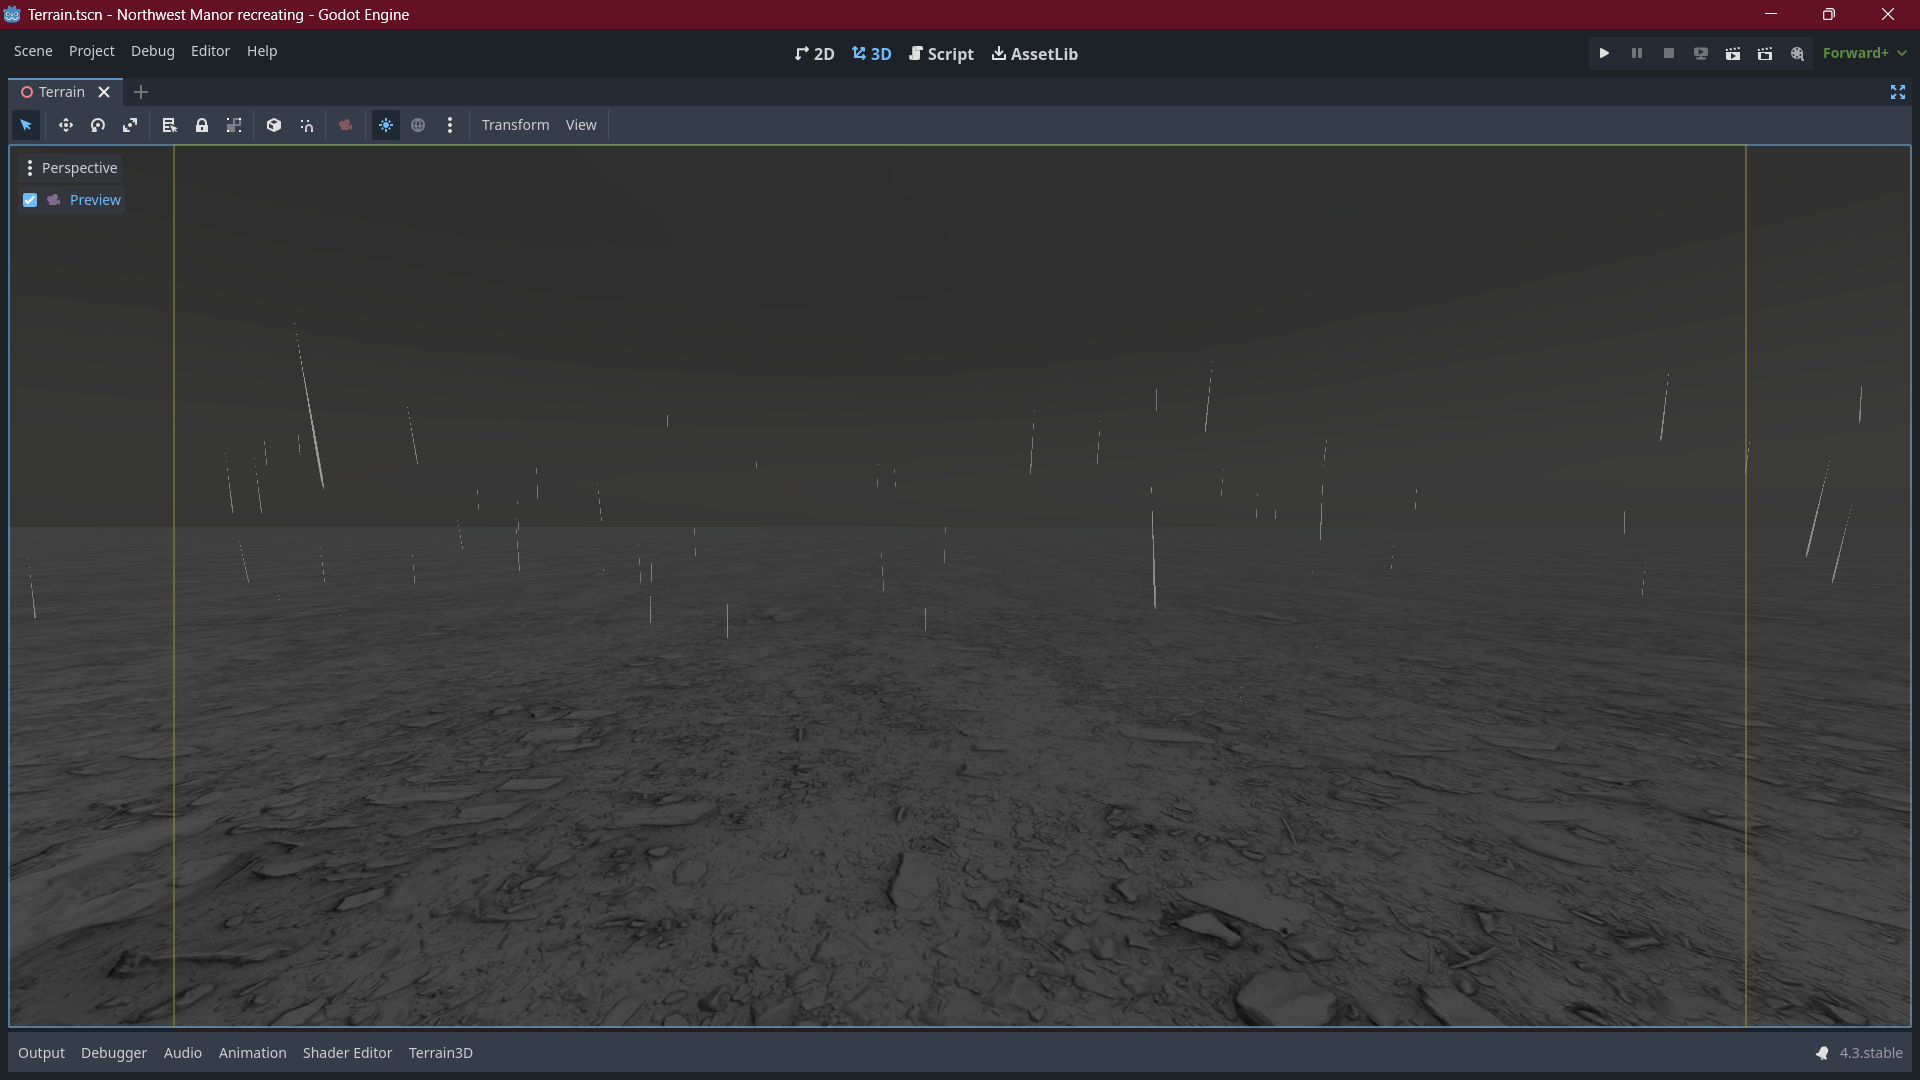 Terrain.tscn - Northwest Manor recreating - Godot Engine
Scene Project Debug Editor Help
2D 3D Script AssetLib
Forward+
Terrain
Transform View
Perspective
Preview
Output Debugger Audio Animation Shader Editor Terrain3D
4.3.stable